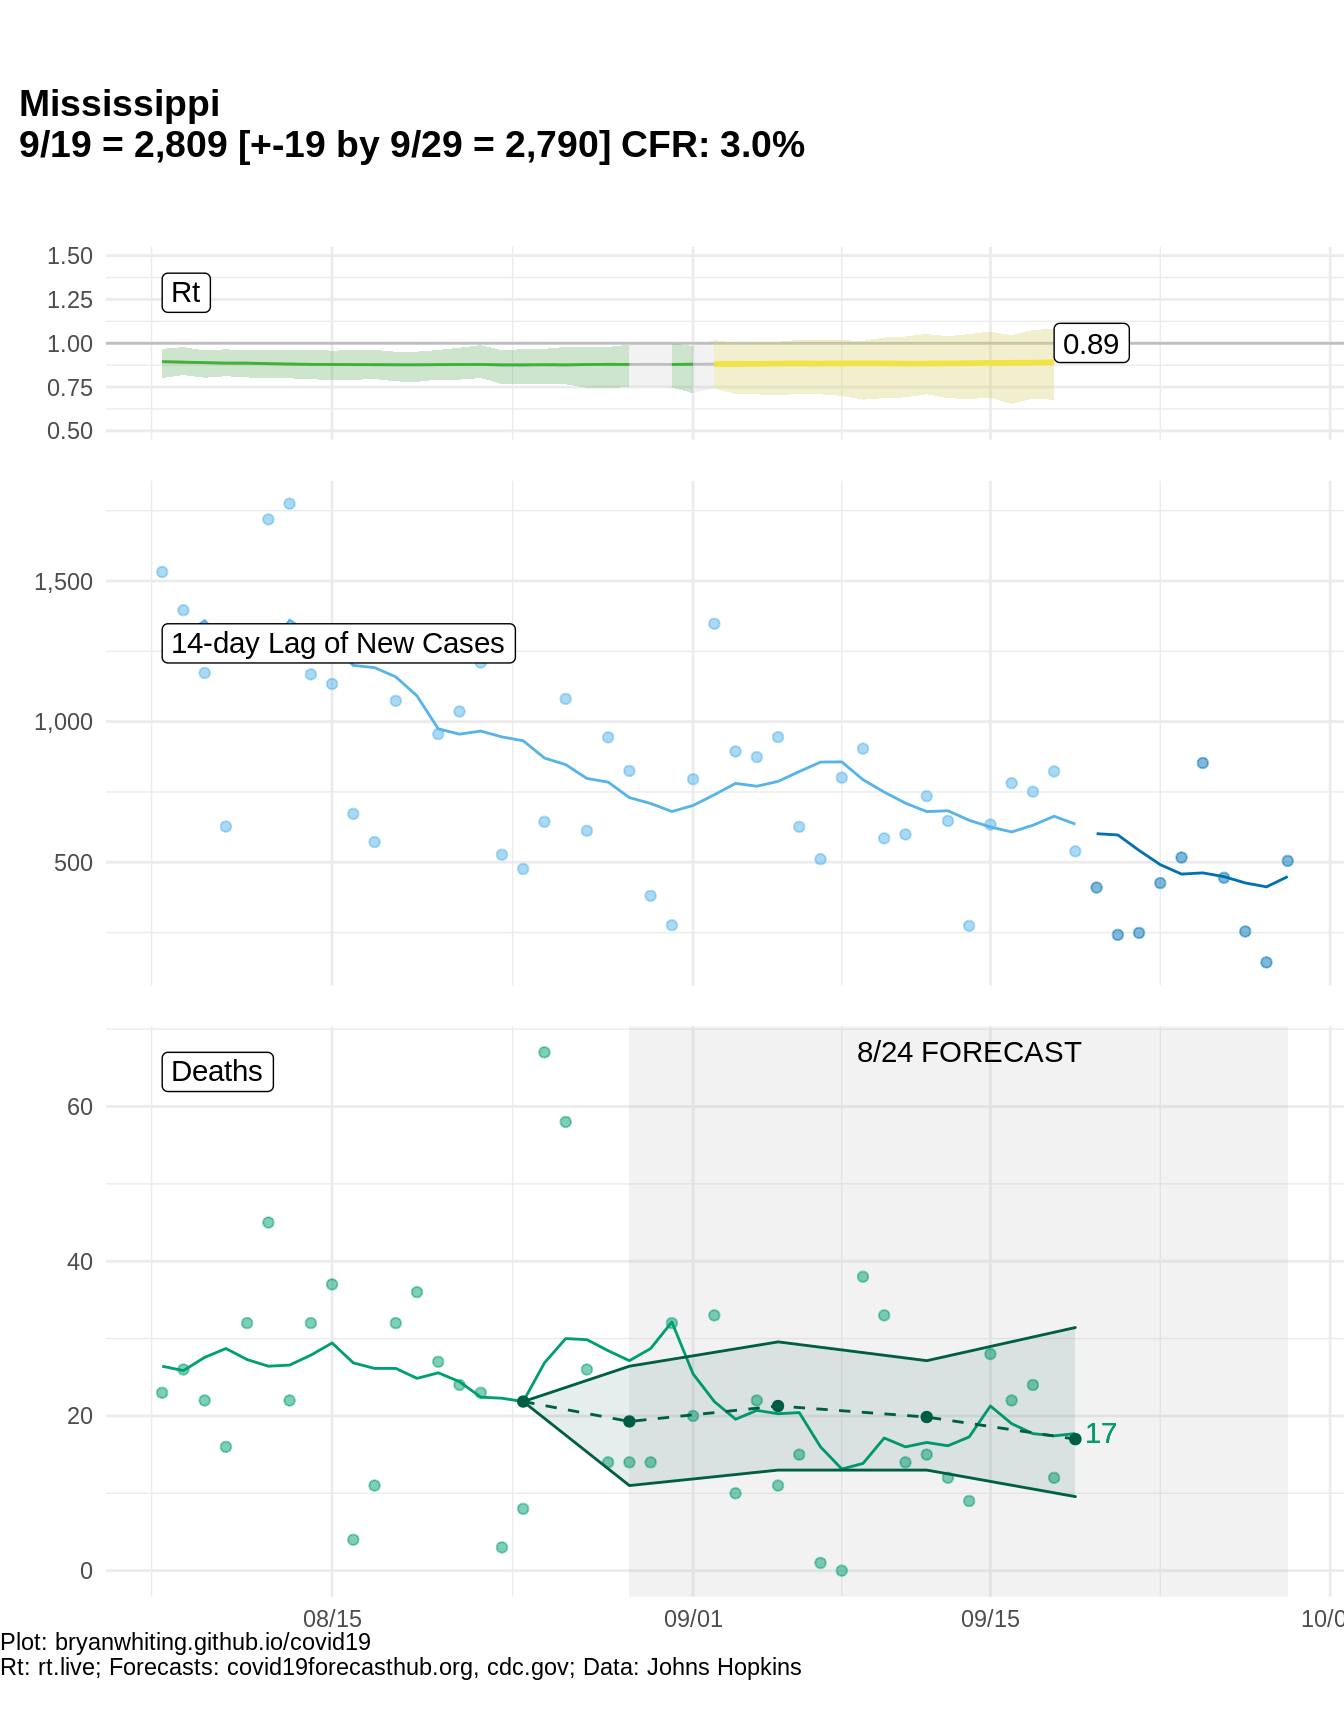 Mississippi
9/19 = 2,809 [+-19 by 9/29 = 2,790] CFR: 3.0%
1.50
Rt
1.25
1.00
0.89
0.75
0.50
1,500
14-day Lag of New Cases
1,000
500
8/24 FORECAST
Deaths
60
40
20
17
0
08/15 09/01 09/15 10/0
Plot: bryanwhiting.github.io/covid19
Rt: rt.live; Forecasts: covid19forecasthub.org, cdc.gov; Data: Johns Hopkins